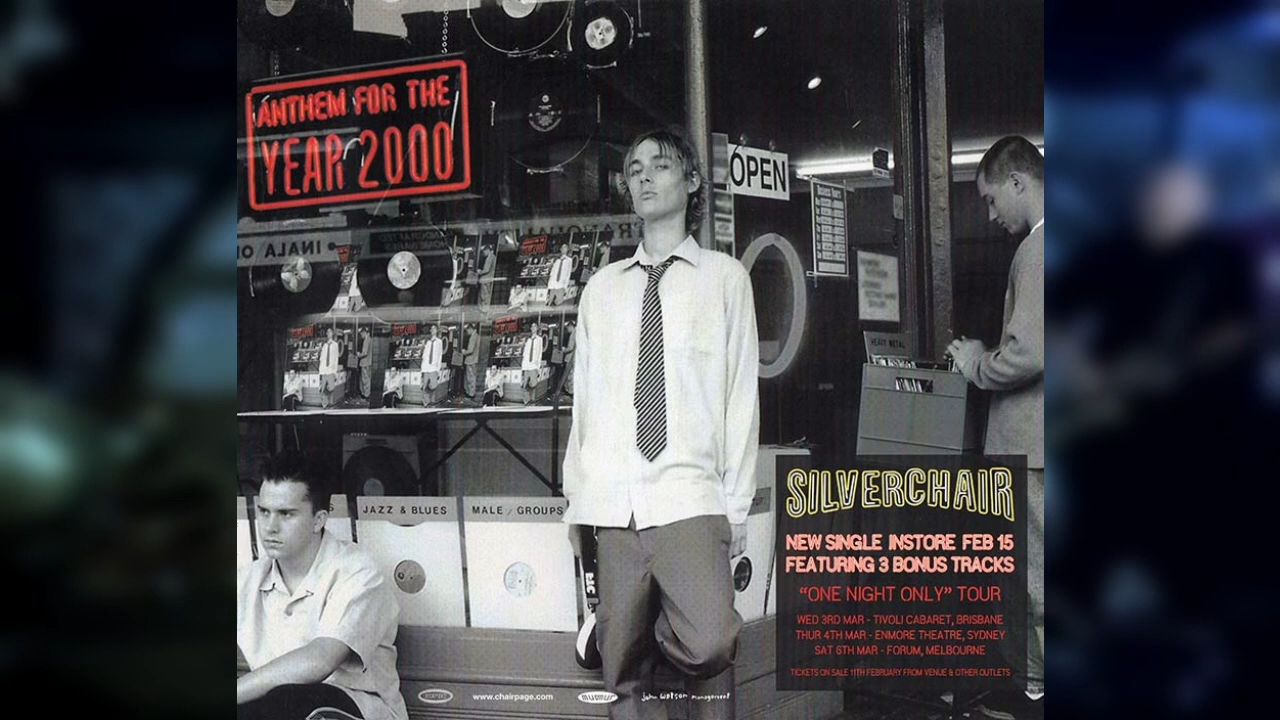 ANTHEM FOR THE
YEAR 2000
OPEN
INALA
HEAVY METAL
JAZZ & BLUES
MALE / GROUPS
SILVERCHAIR
NEW SINGLE INSTORE FEB 15
FEATURING 3 BONUS TRACKS
“ONE NIGHT ONLY” TOUR
WED 3RD MAR - TIVOLI CABARET, BRISBANE
THUR 4TH MAR - ENMORE THEATRE, SYDNEY
SAT 6TH MAR - FORUM, MELBOURNE
TICKETS ON SALE 11TH FEBRUARY FROM VENUE & OTHER OUTLETS
www.chairpage.com
murmur
john watson management